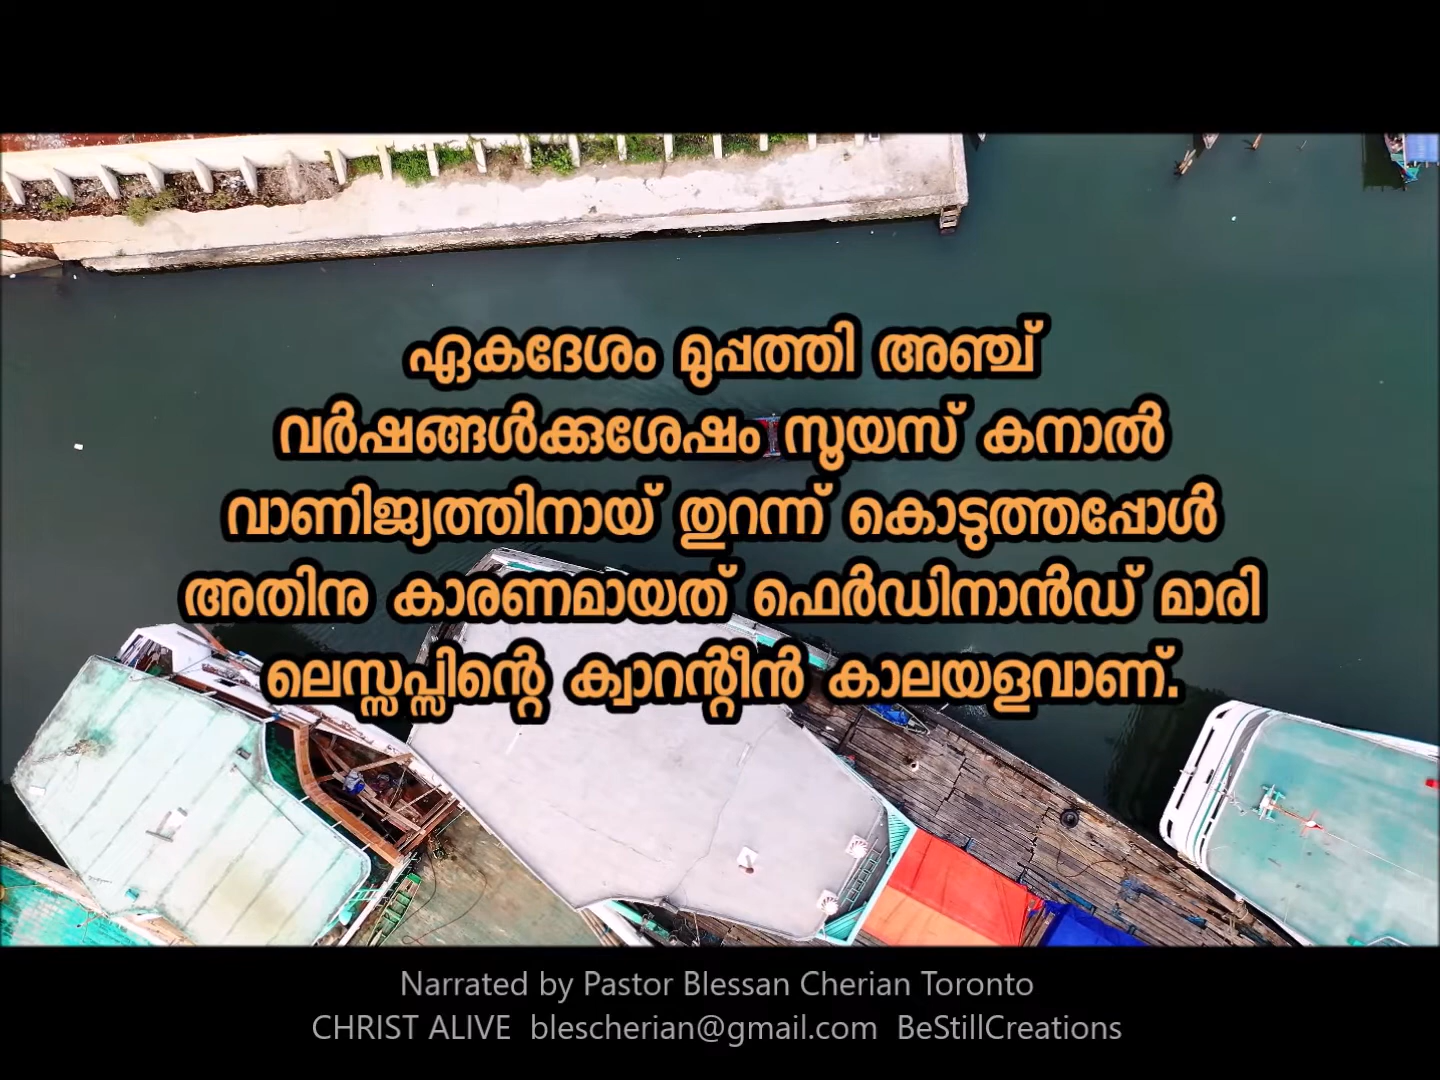 ഏകദേശം മുപ്പത്തി അഞ്ച്
വർഷങ്ങൾക്കുശേഷം സൂയസ് കനാൽ
വാണിജ്യത്തിനായ് തുറന്ന് കൊടുത്തപ്പോൾ
അതിനു കാരണമായത് ഫെർഡിനാൻഡ് മാരി
ലെസ്സപ്സിന്റെ ക്വാറന്റീൻ കാലയളവാണ്.
Narrated by Pastor Blessan Cherian Toronto
CHRIST ALIVE blescherian@gmail.com BeStillCreations